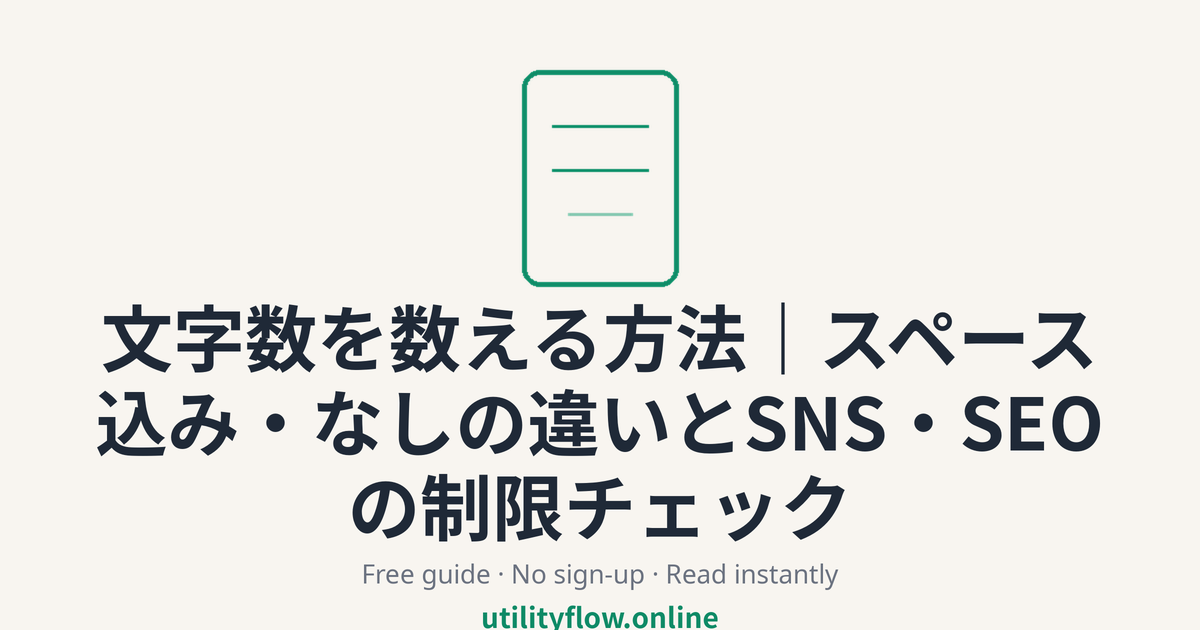 文字数を数える方法｜スペース
込み・なしの違いとSNS・SEO
の制限チェック
Free guide · No sign-up · Read instantly
utilityflow.online